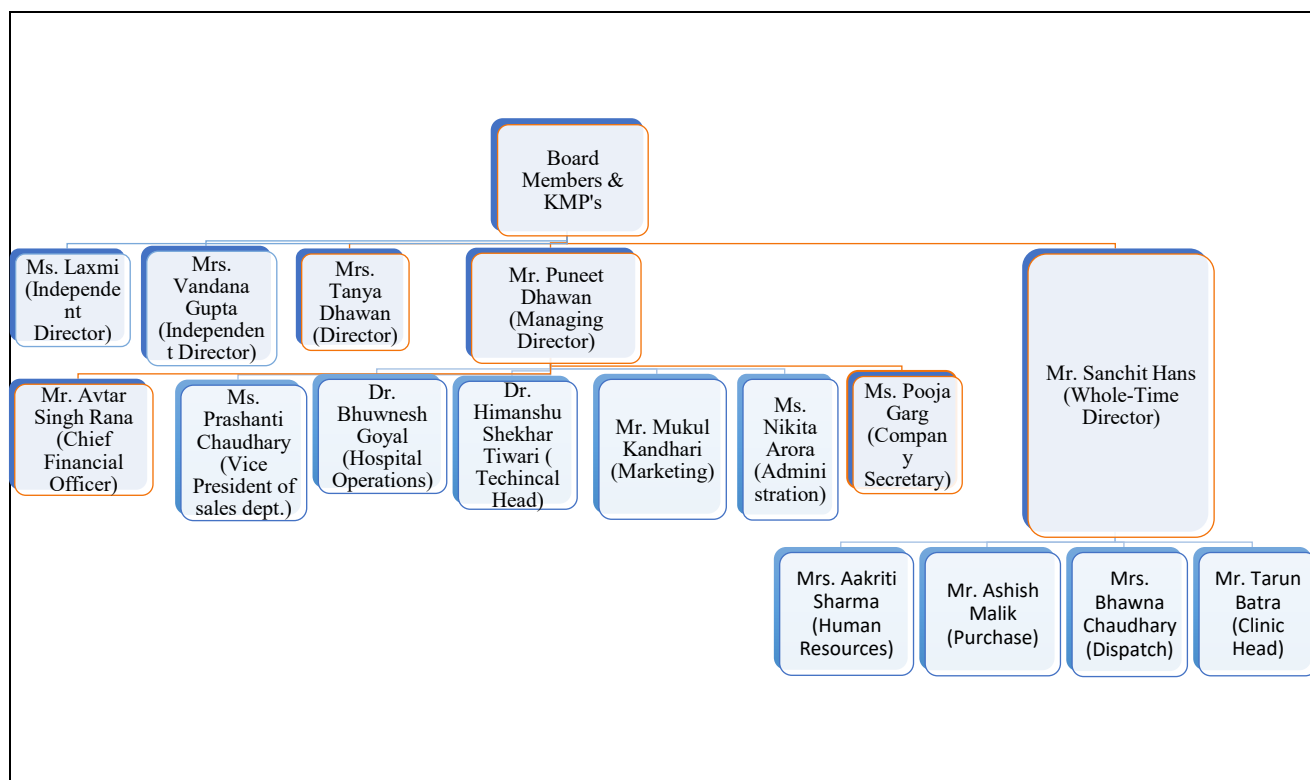 Board
Members &
KMP's
Ms. Laxmi
(Independe
nt
Director)
Mrs.
Vandana
Gupta
(Independen
t Director)
Mrs.
Tanya
Dhawan
(Director)
Mr. Puneet
Dhawan
(Managing
Director)
Mr. Sanchit Hans
(Whole-Time
Director)
Mr. Avtar
Singh Rana
(Chief
Financial
Officer)
Ms.
Prashanti
Chaudhary
(Vice
President of
sales dept.)
Dr.
Bhuwnesh
Goyal
(Hospital
Operations)
Dr.
Himanshu
Shekhar
Tiwari (
Techincal
Head)
Mr. Mukul
Kandhari
(Marketing)
Ms.
Nikita
Arora
(Admini
stration)
Ms. Pooja
Garg
(Compan
y
Secretary)
Mrs. Aakriti
Sharma
(Human
Resources)
Mr. Ashish
Malik
(Purchase)
Mrs.
Bhawna
Chaudhary
(Dispatch)
Mr. Tarun
Batra
(Clinic
Head)